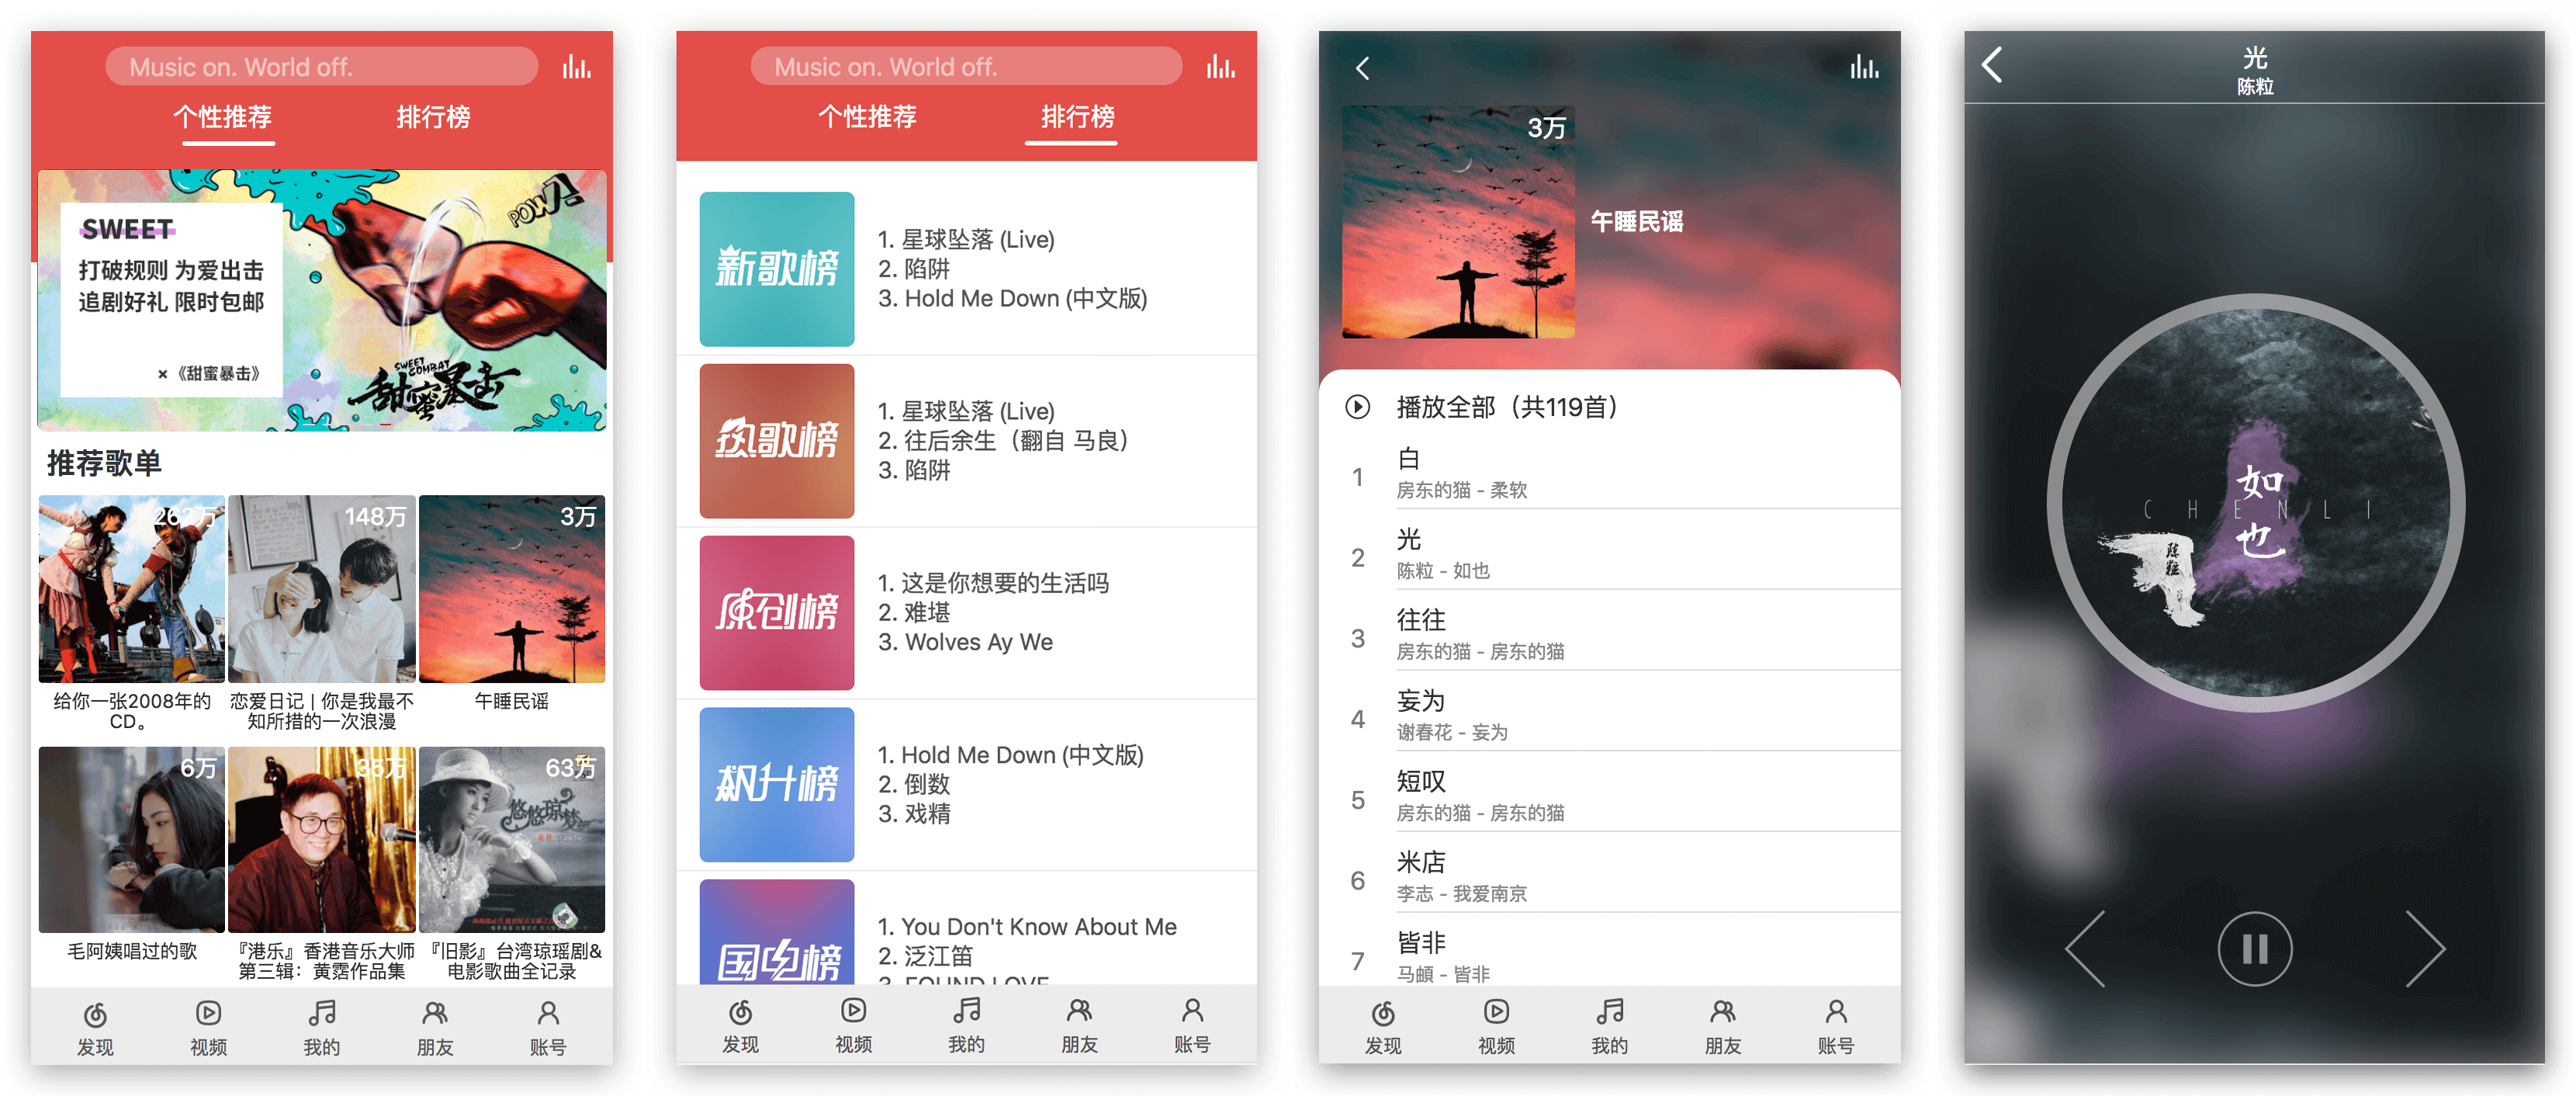 Music on. World off.
个性推荐
排行榜
SWEET
打破规则 为爱出击
追剧好礼 限时包邮
×《甜蜜暴击》
POW!
SWEET
COMBAT
甜蜜暴击
推荐歌单
262万
148万
3万
给你一张2008年的
CD。
恋爱日记 | 你是我最不
知所措的一次浪漫
午睡民谣
6万
35万
63万
悠悠琼梦
毛阿姨唱过的歌
『港乐』香港音乐大师
第三辑：黄霑作品集
『旧影』台湾琼瑶剧&
电影歌曲全记录
发现
视频
我的
朋友
账号
Music on. World off.
个性推荐
排行榜
新歌榜
1. 星球坠落 (Live)
2. 陷阱
3. Hold Me Down (中文版)
热歌榜
1. 星球坠落 (Live)
2. 往后余生（翻自 马良）
3. 陷阱
原创榜
1. 这是你想要的生活吗
2. 难堪
3. Wolves Ay We
飙升榜
1. Hold Me Down (中文版)
2. 倒数
3. 戏精
国电榜
1. You Don't Know About Me
2. 泛江笛
3. FOUND LOVE
发现
视频
我的
朋友
账号
3万
午睡民谣
播放全部（共119首）
1
白
房东的猫 - 柔软
2
光
陈粒 - 如也
3
往往
房东的猫 - 房东的猫
4
妄为
谢春花 - 妄为
5
短叹
房东的猫 - 房东的猫
6
米店
李志 - 我爱南京
7
皆非
马頔 - 皆非
发现
视频
我的
朋友
账号
光
陈粒
如也
CHENLI
陈粒